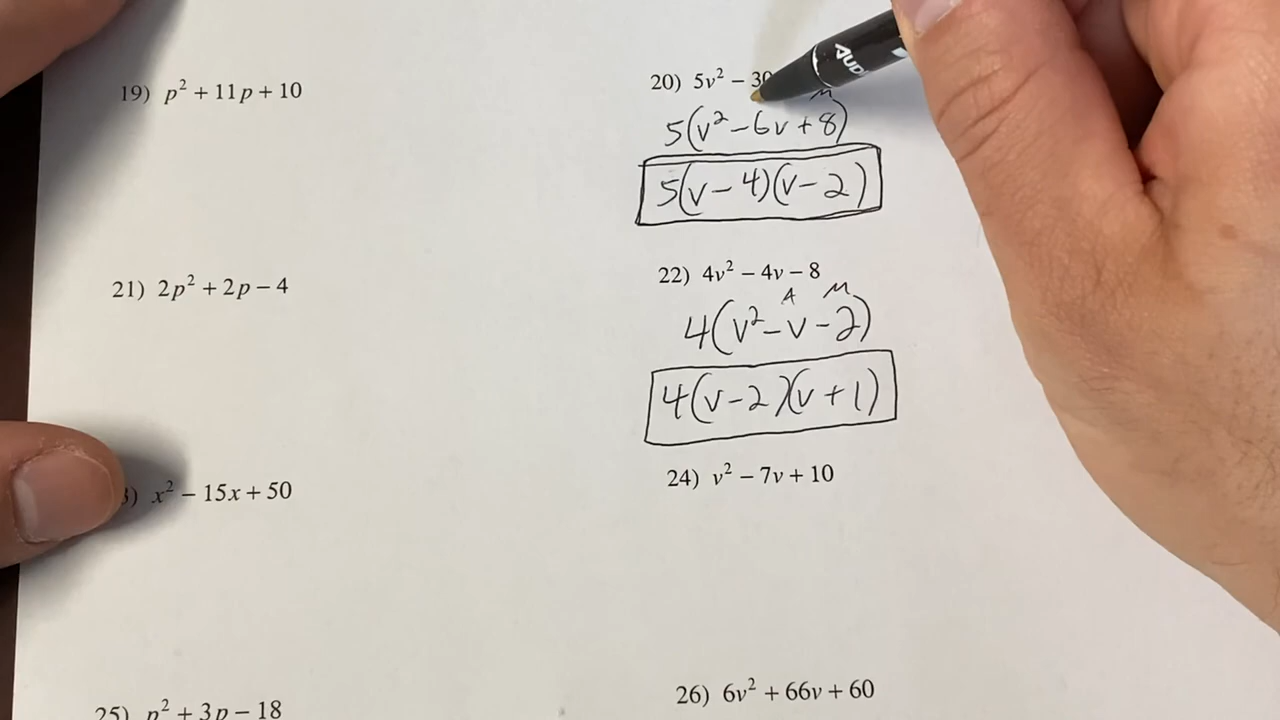 19) p² + 11p + 10
20) 5v² – 30
5(v² – 6v + 8)
M
5(v – 4)(v – 2)
21) 2p² + 2p – 4
22) 4v² – 4v – 8
A M
4(v² – v – 2)
4(v – 2)(v + 1)
3) x² – 15x + 50
24) v² – 7v + 10
25) p² + 3p – 18
26) 6v² + 66v + 60
AUD